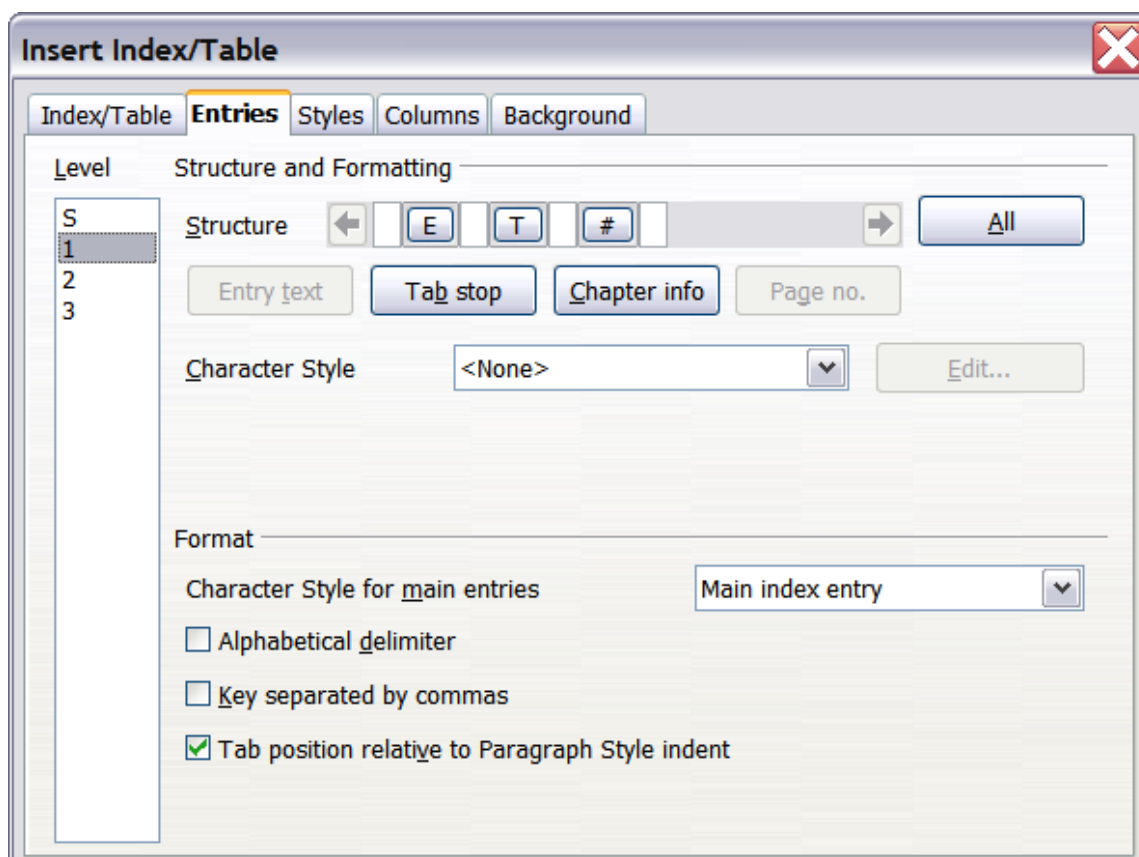 Insert Index/Table
Index/Table Entries Styles Columns Background
Level Structure and Formatting
S
1
2
3
Structure E T # All
Entry text Tab stop Chapter info Page no.
Character Style <None> Edit...
Format
Character Style for main entries Main index entry
Alphabetical delimiter
Key separated by commas
Tab position relative to Paragraph Style indent